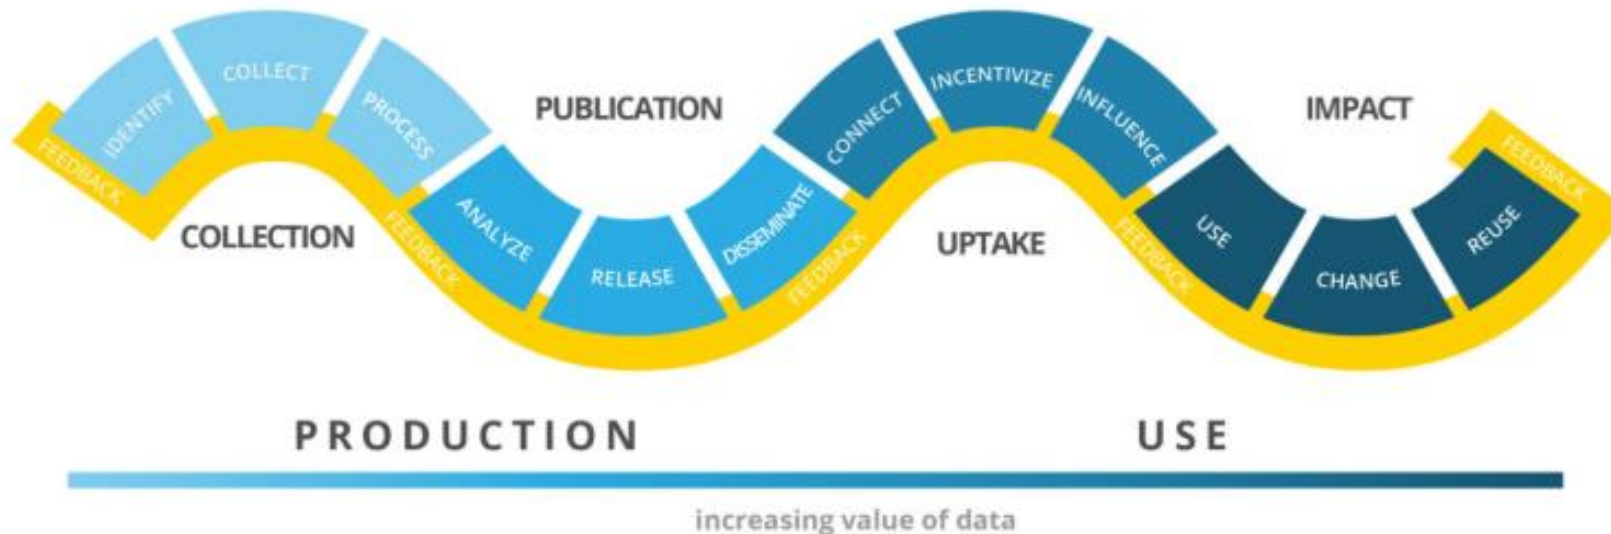 FEEDBACK
IDENTIFY
COLLECT
PROCESS
COLLECTION
FEEDBACK
ANALYZE
RELEASE
DISSEMINATE
PUBLICATION
FEEDBACK
CONNECT
INCENTIVIZE
INFLUENCE
UPTAKE
FEEDBACK
USE
CHANGE
REUSE
IMPACT
FEEDBACK
PRODUCTION
USE
increasing value of data